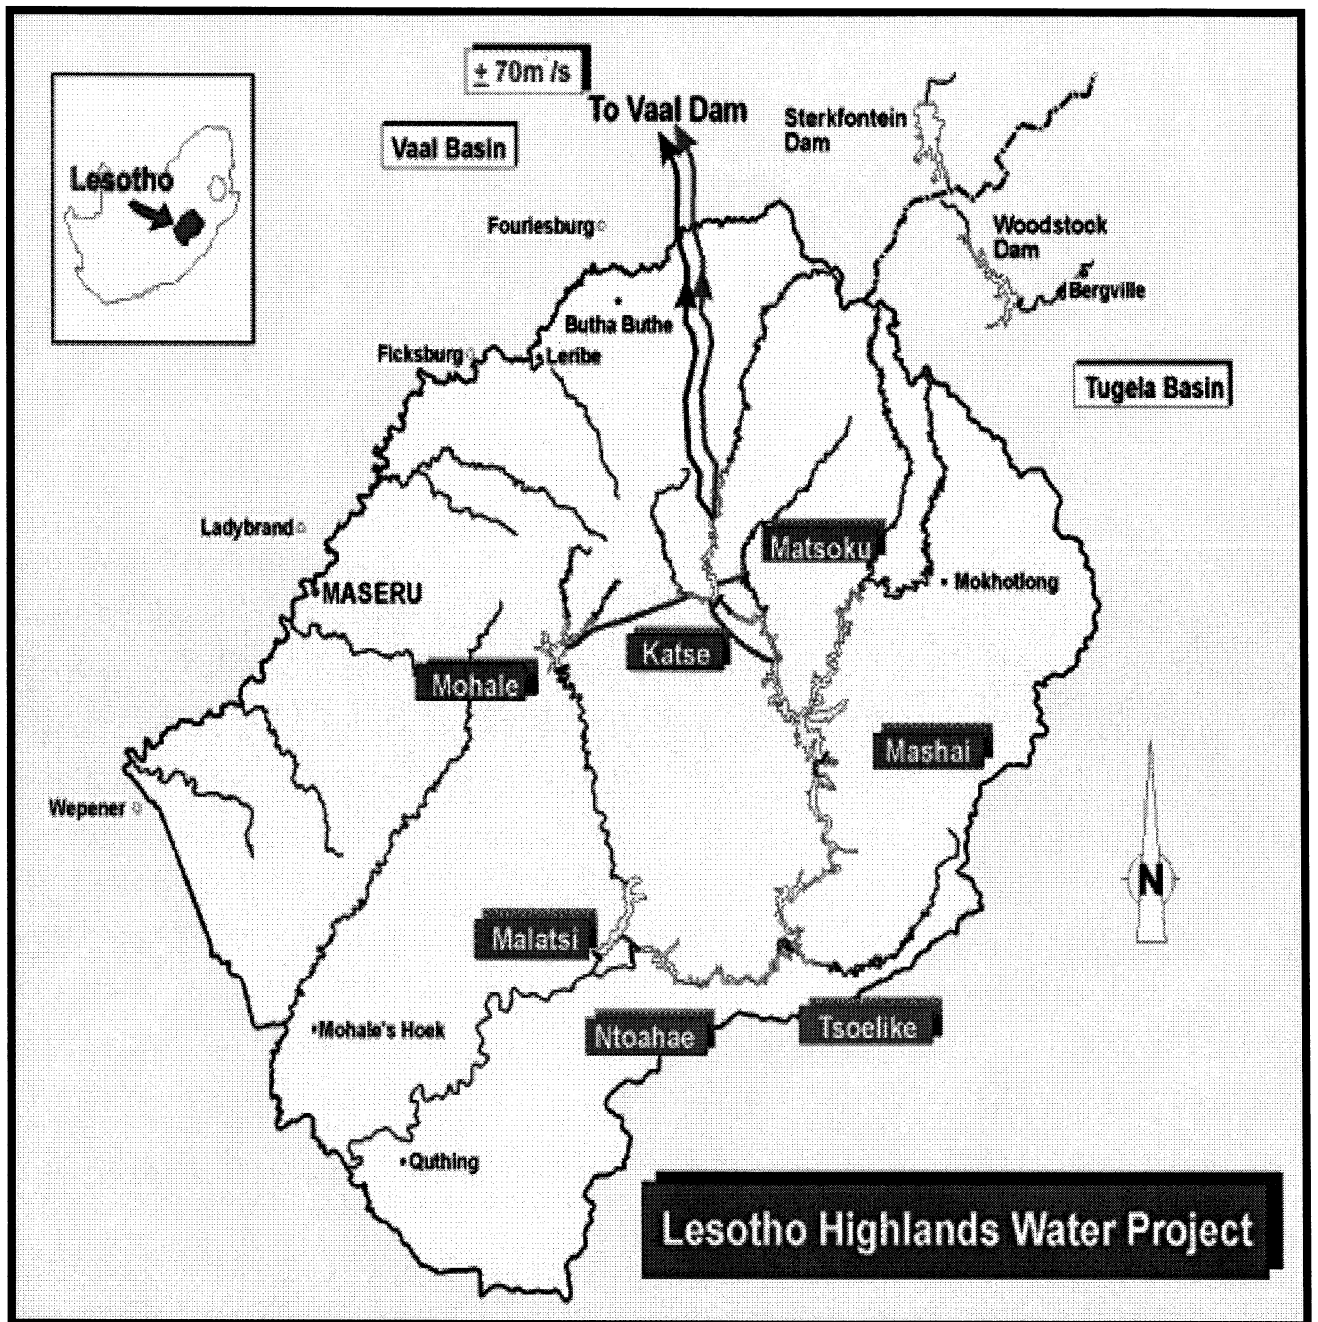 ± 70m /s
To Vaal Dam
Vaal Basin
Sterkfontein
Dam
Lesotho
Fouriesburg
Woodstock
Dam
Bergville
Butha Buthe
Ficksburg
Leribe
Tugela Basin
Ladybrand
Matsoku
MASERU
Mokhotlong
Katse
Mohale
Mashai
Wepener
N
Malatsi
Mohale's Hoek
Ntoahae
Tsoelike
Quthing
Lesotho Highlands Water Project